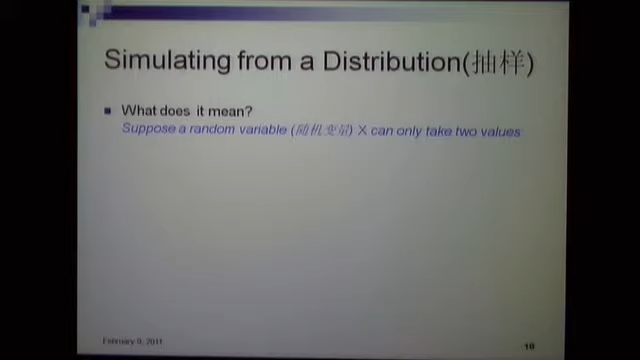 Simulating from a Distribution(抽样)
What does it mean?
Suppose a random variable (随机变量) X can only take two values
February 9, 2011
10